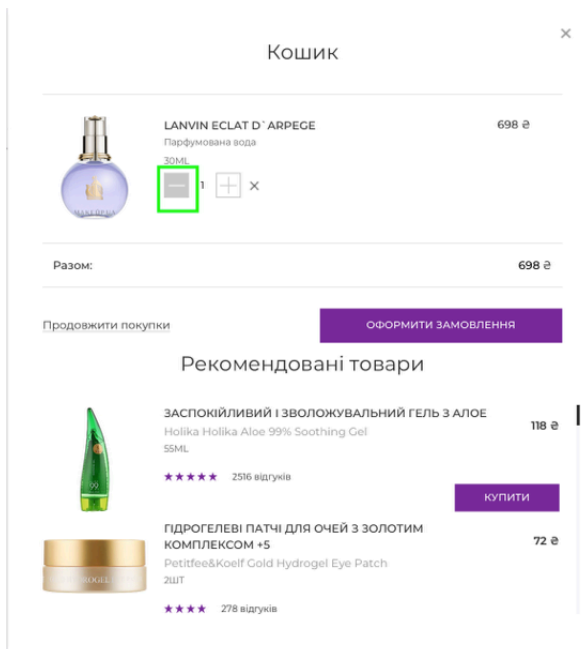 Кошик
LANVIN ECLAT D`ARPEGE
698 ₴
Парфумована вода
30ML
1
Разом:
698 ₴
Продовжити покупки
ОФОРМИТИ ЗАМОВЛЕННЯ
Рекомендовані товари
ЗАСПОКІЙЛИВИЙ І ЗВОЛОЖУВАЛЬНИЙ ГЕЛЬ З АЛОЕ
118 ₴
Holika Holika Aloe 99% Soothing Gel
55ML
2516 відгуків
КУПИТИ
ГІДРОГЕЛЕВІ ПАТЧІ ДЛЯ ОЧЕЙ З ЗОЛОТИМ
КОМПЛЕКСОМ +5
72 ₴
Petitfee&Koelf Gold Hydrogel Eye Patch
2ШТ
278 відгуків